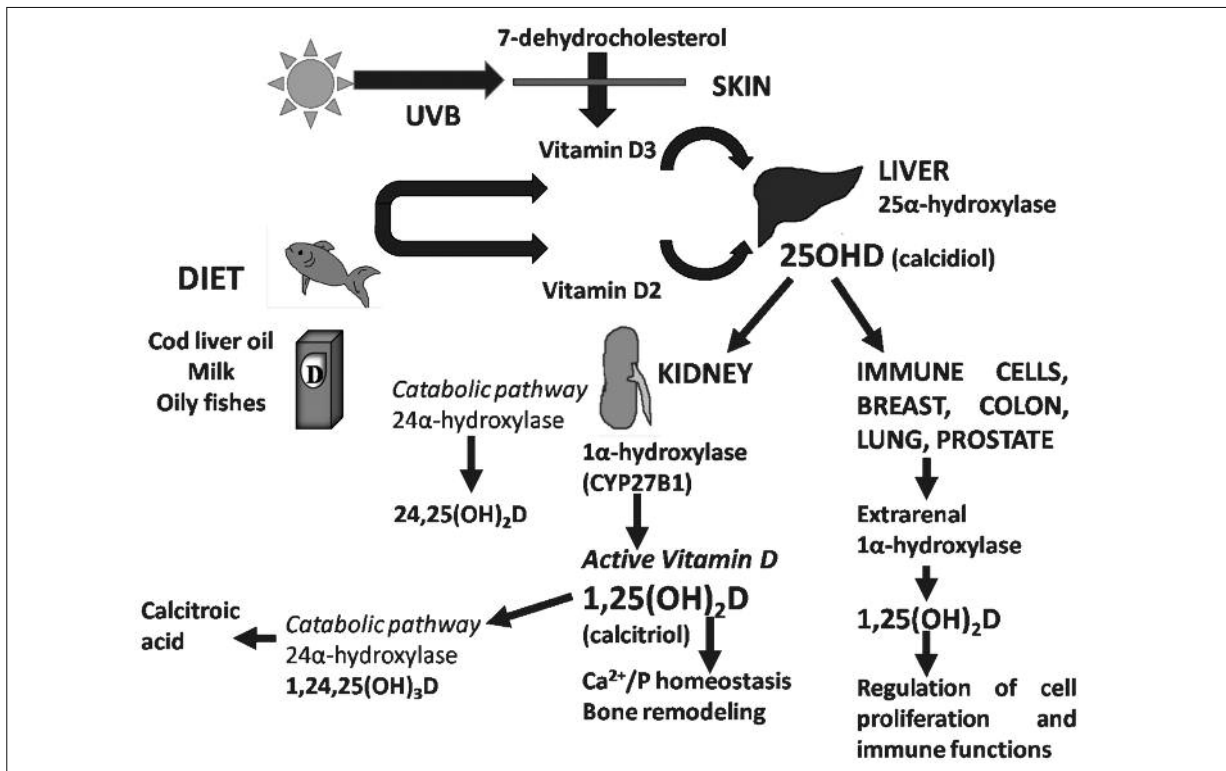 7-dehydrocholesterol
SKIN
UVB
Vitamin D3
LIVER
25α-hydroxylase
25OHD (calcidiol)
DIET
Vitamin D2
Cod liver oil
Milk
Oily fishes
D
Catabolic pathway
24α-hydroxylase
24,25(OH)₂D
KIDNEY
1α-hydroxylase
(CYP27B1)
Active Vitamin D
1,25(OH)₂D
(calcitriol)
Ca²⁺/P homeostasis
Bone remodeling
Catabolic pathway
24α-hydroxylase
1,24,25(OH)₃D
Calcitroic
acid
IMMUNE CELLS,
BREAST, COLON,
LUNG, PROSTATE
Extrarenal
1α-hydroxylase
1,25(OH)₂D
Regulation of cell
proliferation and
immune functions